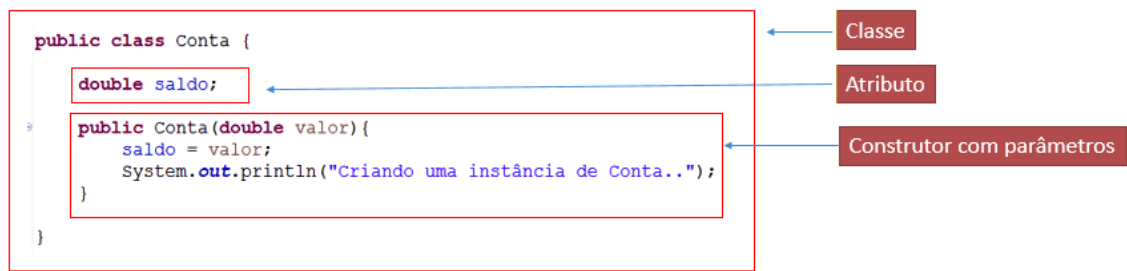 Classe
public class Conta {
double saldo;
Atributo
public Conta(double valor){
saldo = valor;
Construtor com parâmetros
System.out.println("Criando uma instância de Conta..");
}
}